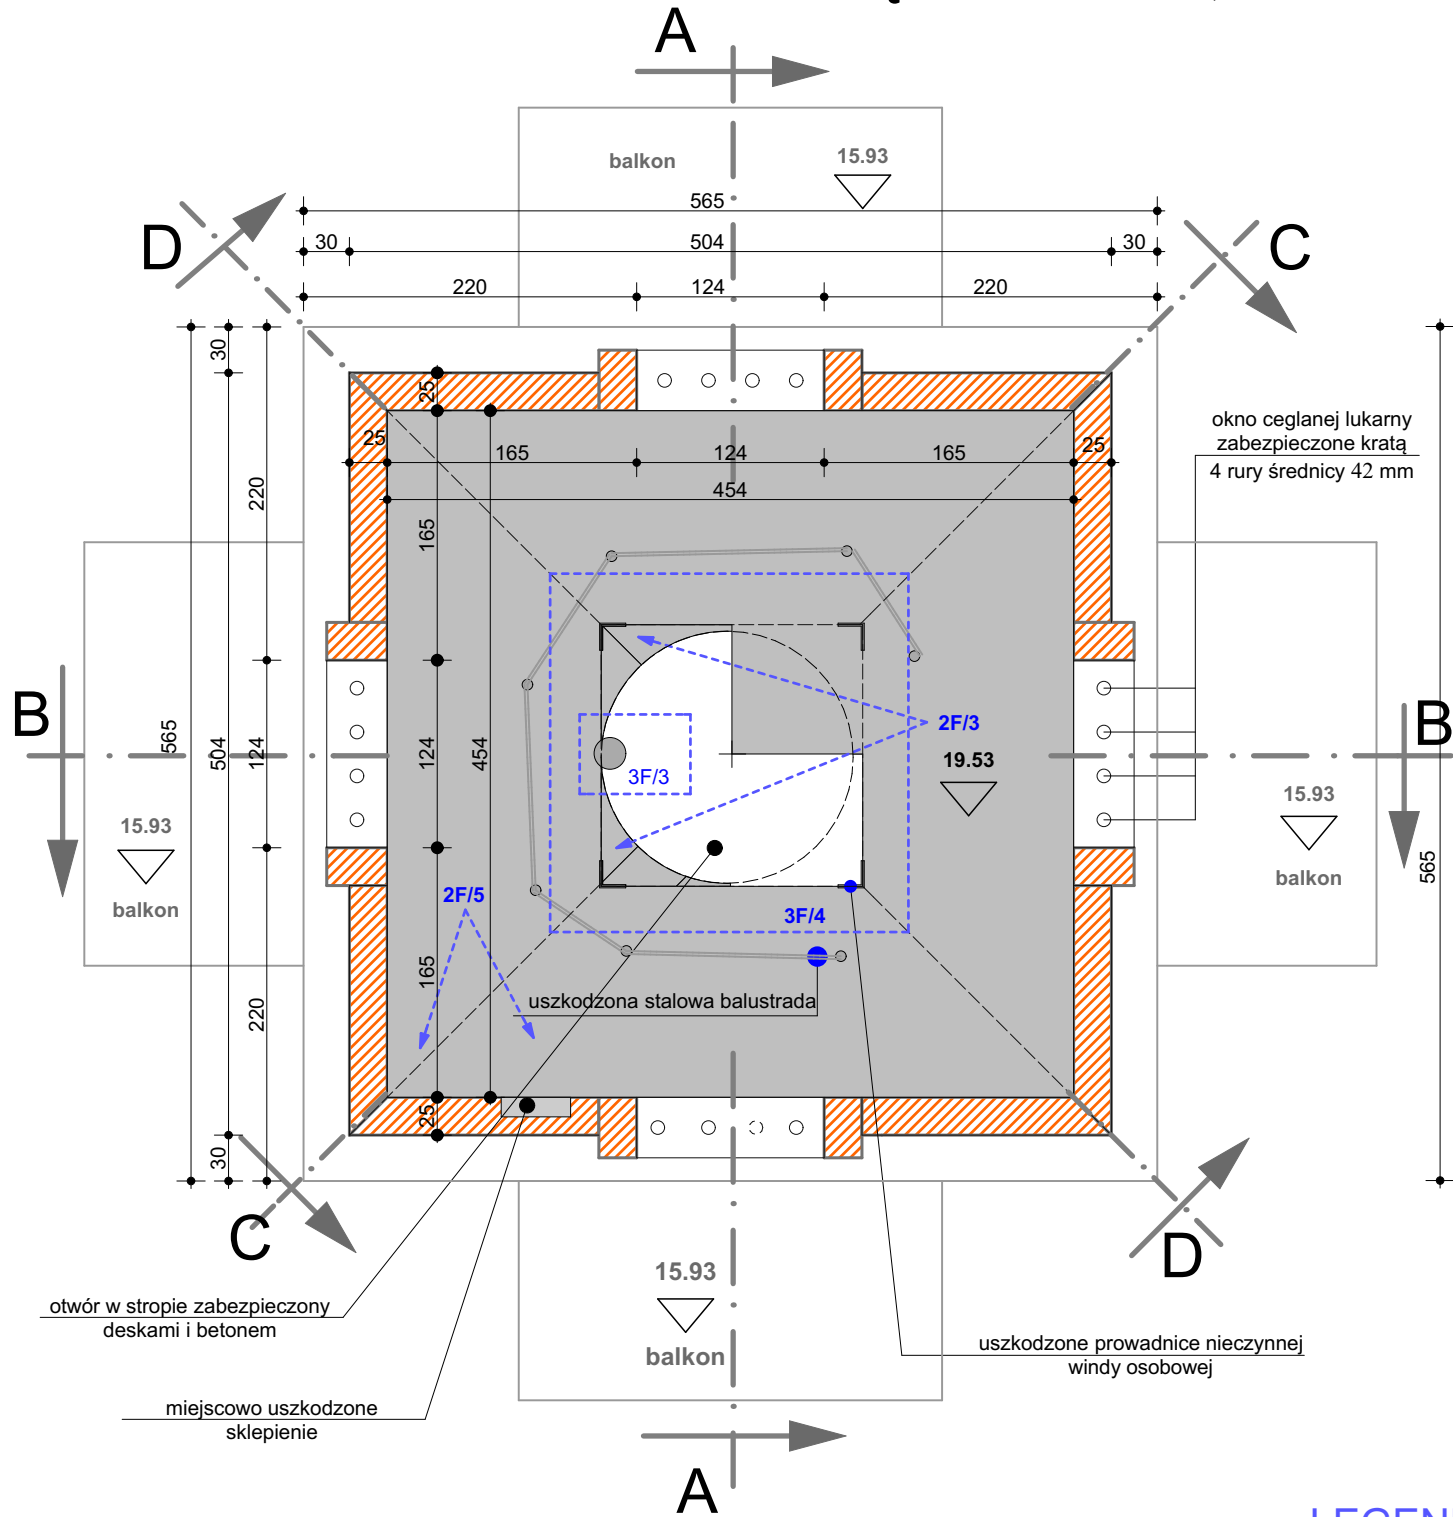 A
balkon
15.93
565
30
504
30
220
124
220
D
C
30
25
25
165
124
165
25
454
okno ceglanej lukarny
zabezpieczone kratą
4 rury średnicy 42 mm
220
165
B
565
504
124
124
454
3F/3
2F/3
19.53
B
15.93
balkon
15.93
balkon
565
2F/5
3F/4
165
220
uszkodzona stalowa balustrada
25
30
C
D
15.93
balkon
otwór w stropie zabezpieczony
deskami i betonem
uszkodzone prowadnice nieczynnej
windy osobowej
miejscowo uszkodzone
sklepienie
A